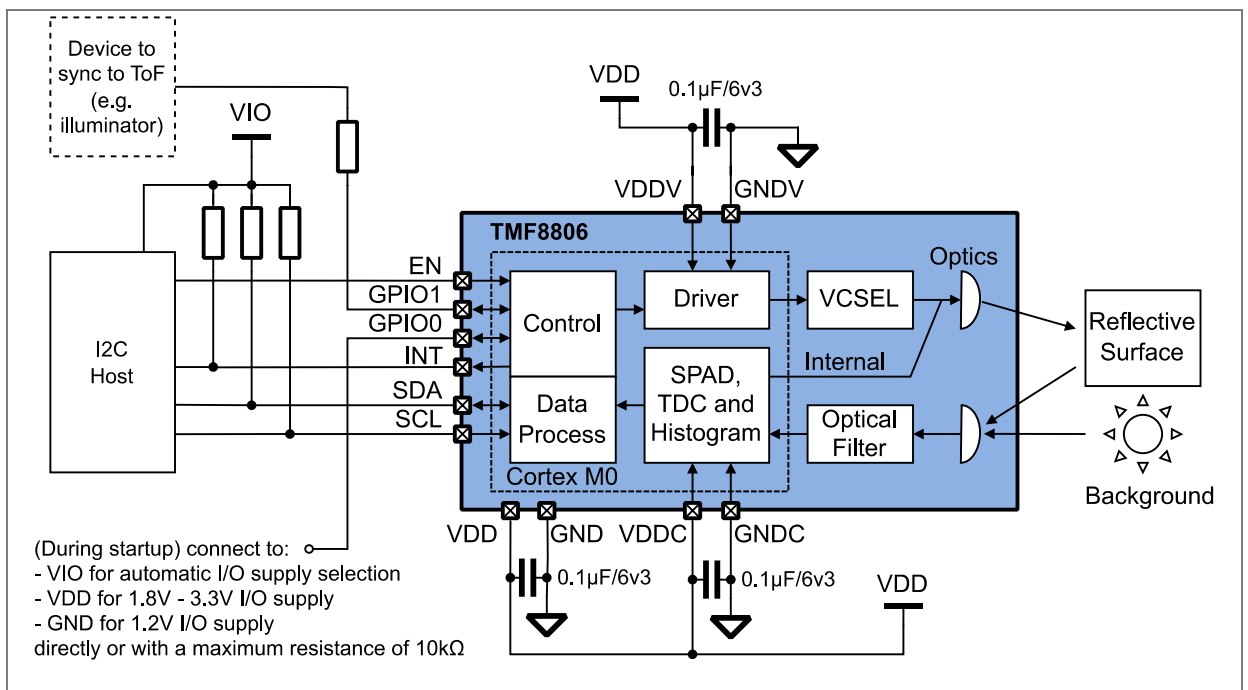 Device to
sync to ToF
(e.g.
illuminator)
VIO
VDD
0.1µF/6v3
VDDV
GNDV
TMF8806
EN
GPIO1
GPIO0
INT
SDA
SCL
I2C
Host
Control
Data
Process
Cortex M0
Driver
VCSEL
Optics
Internal
SPAD,
TDC and
Histogram
Optical
Filter
Reflective
Surface
Background
VDD
GND
VDDC
GNDC
0.1µF/6v3
0.1µF/6v3
VDD
(During startup) connect to:
- VIO for automatic I/O supply selection
- VDD for 1.8V - 3.3V I/O supply
- GND for 1.2V I/O supply
directly or with a maximum resistance of 10kΩ